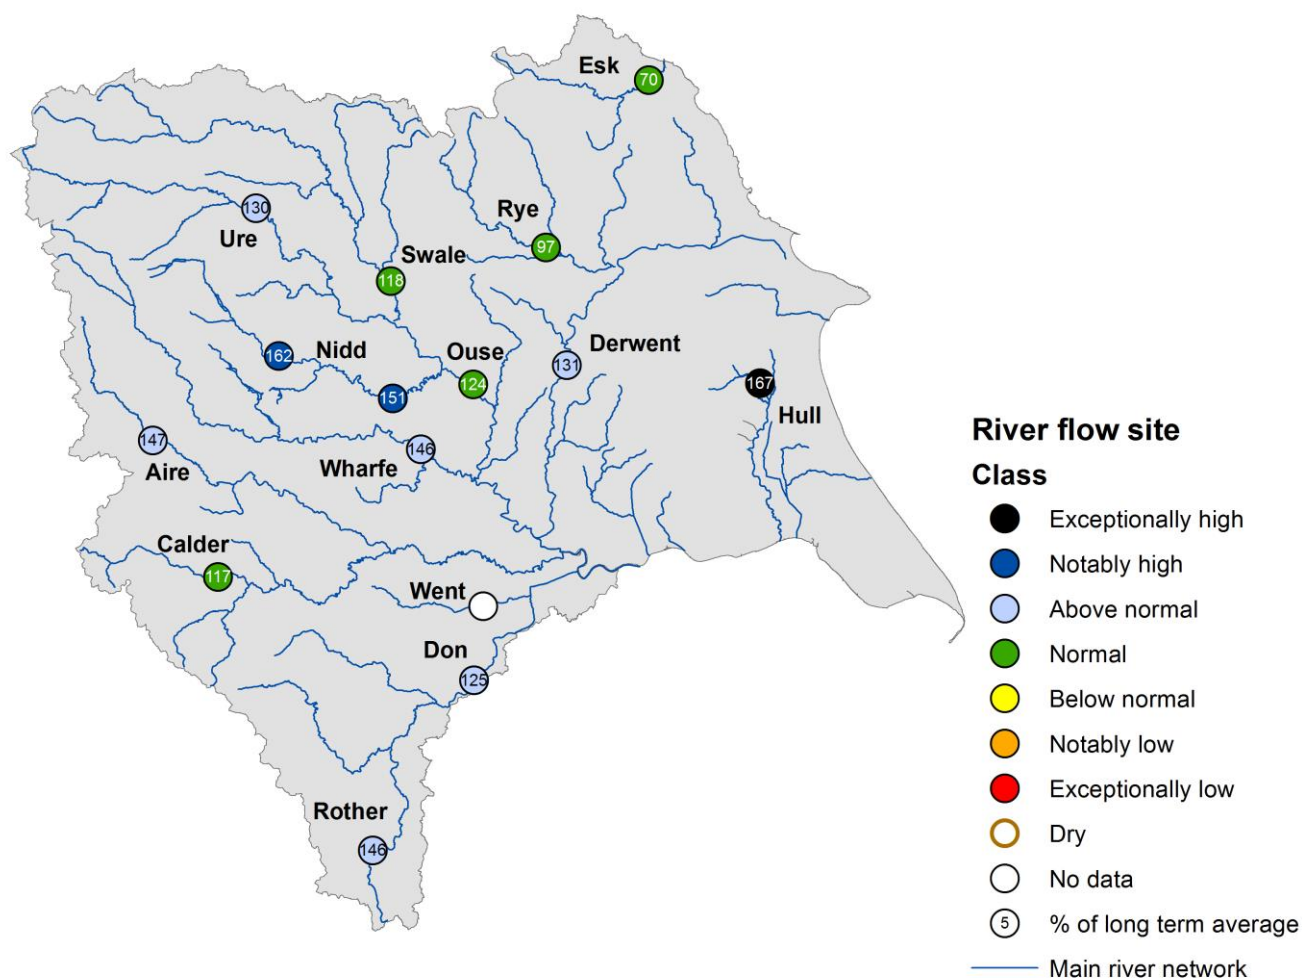 Esk
70
130
Ure
Rye
97
Swale
118
Nidd
162
Ouse
124
151
Derwent
131
167
Hull
147
Aire
Wharfe
146
Calder
117
Went
Don
125
Rother
146
River flow site
Class
Exceptionally high
Notably high
Above normal
Normal
Below normal
Notably low
Exceptionally low
Dry
No data
5 % of long term average
Main river network